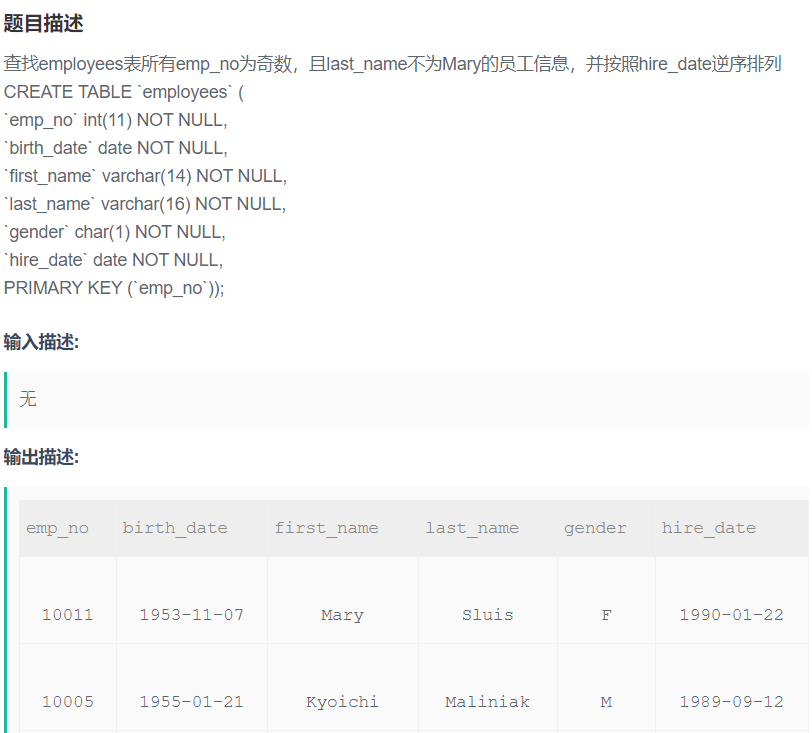 题目描述
查找employees表所有emp_no为奇数，且last_name不为Mary的员工信息，并按照hire_date逆序排列
CREATE TABLE `employees` (
`emp_no` int(11) NOT NULL,
`birth_date` date NOT NULL,
`first_name` varchar(14) NOT NULL,
`last_name` varchar(16) NOT NULL,
`gender` char(1) NOT NULL,
`hire_date` date NOT NULL,
PRIMARY KEY (`emp_no`));
输入描述:
无
输出描述:
emp_no birth_date first_name last_name gender hire_date
10011 1953-11-07 Mary Sluis F 1990-01-22
10005 1955-01-21 Kyoichi Maliniak M 1989-09-12